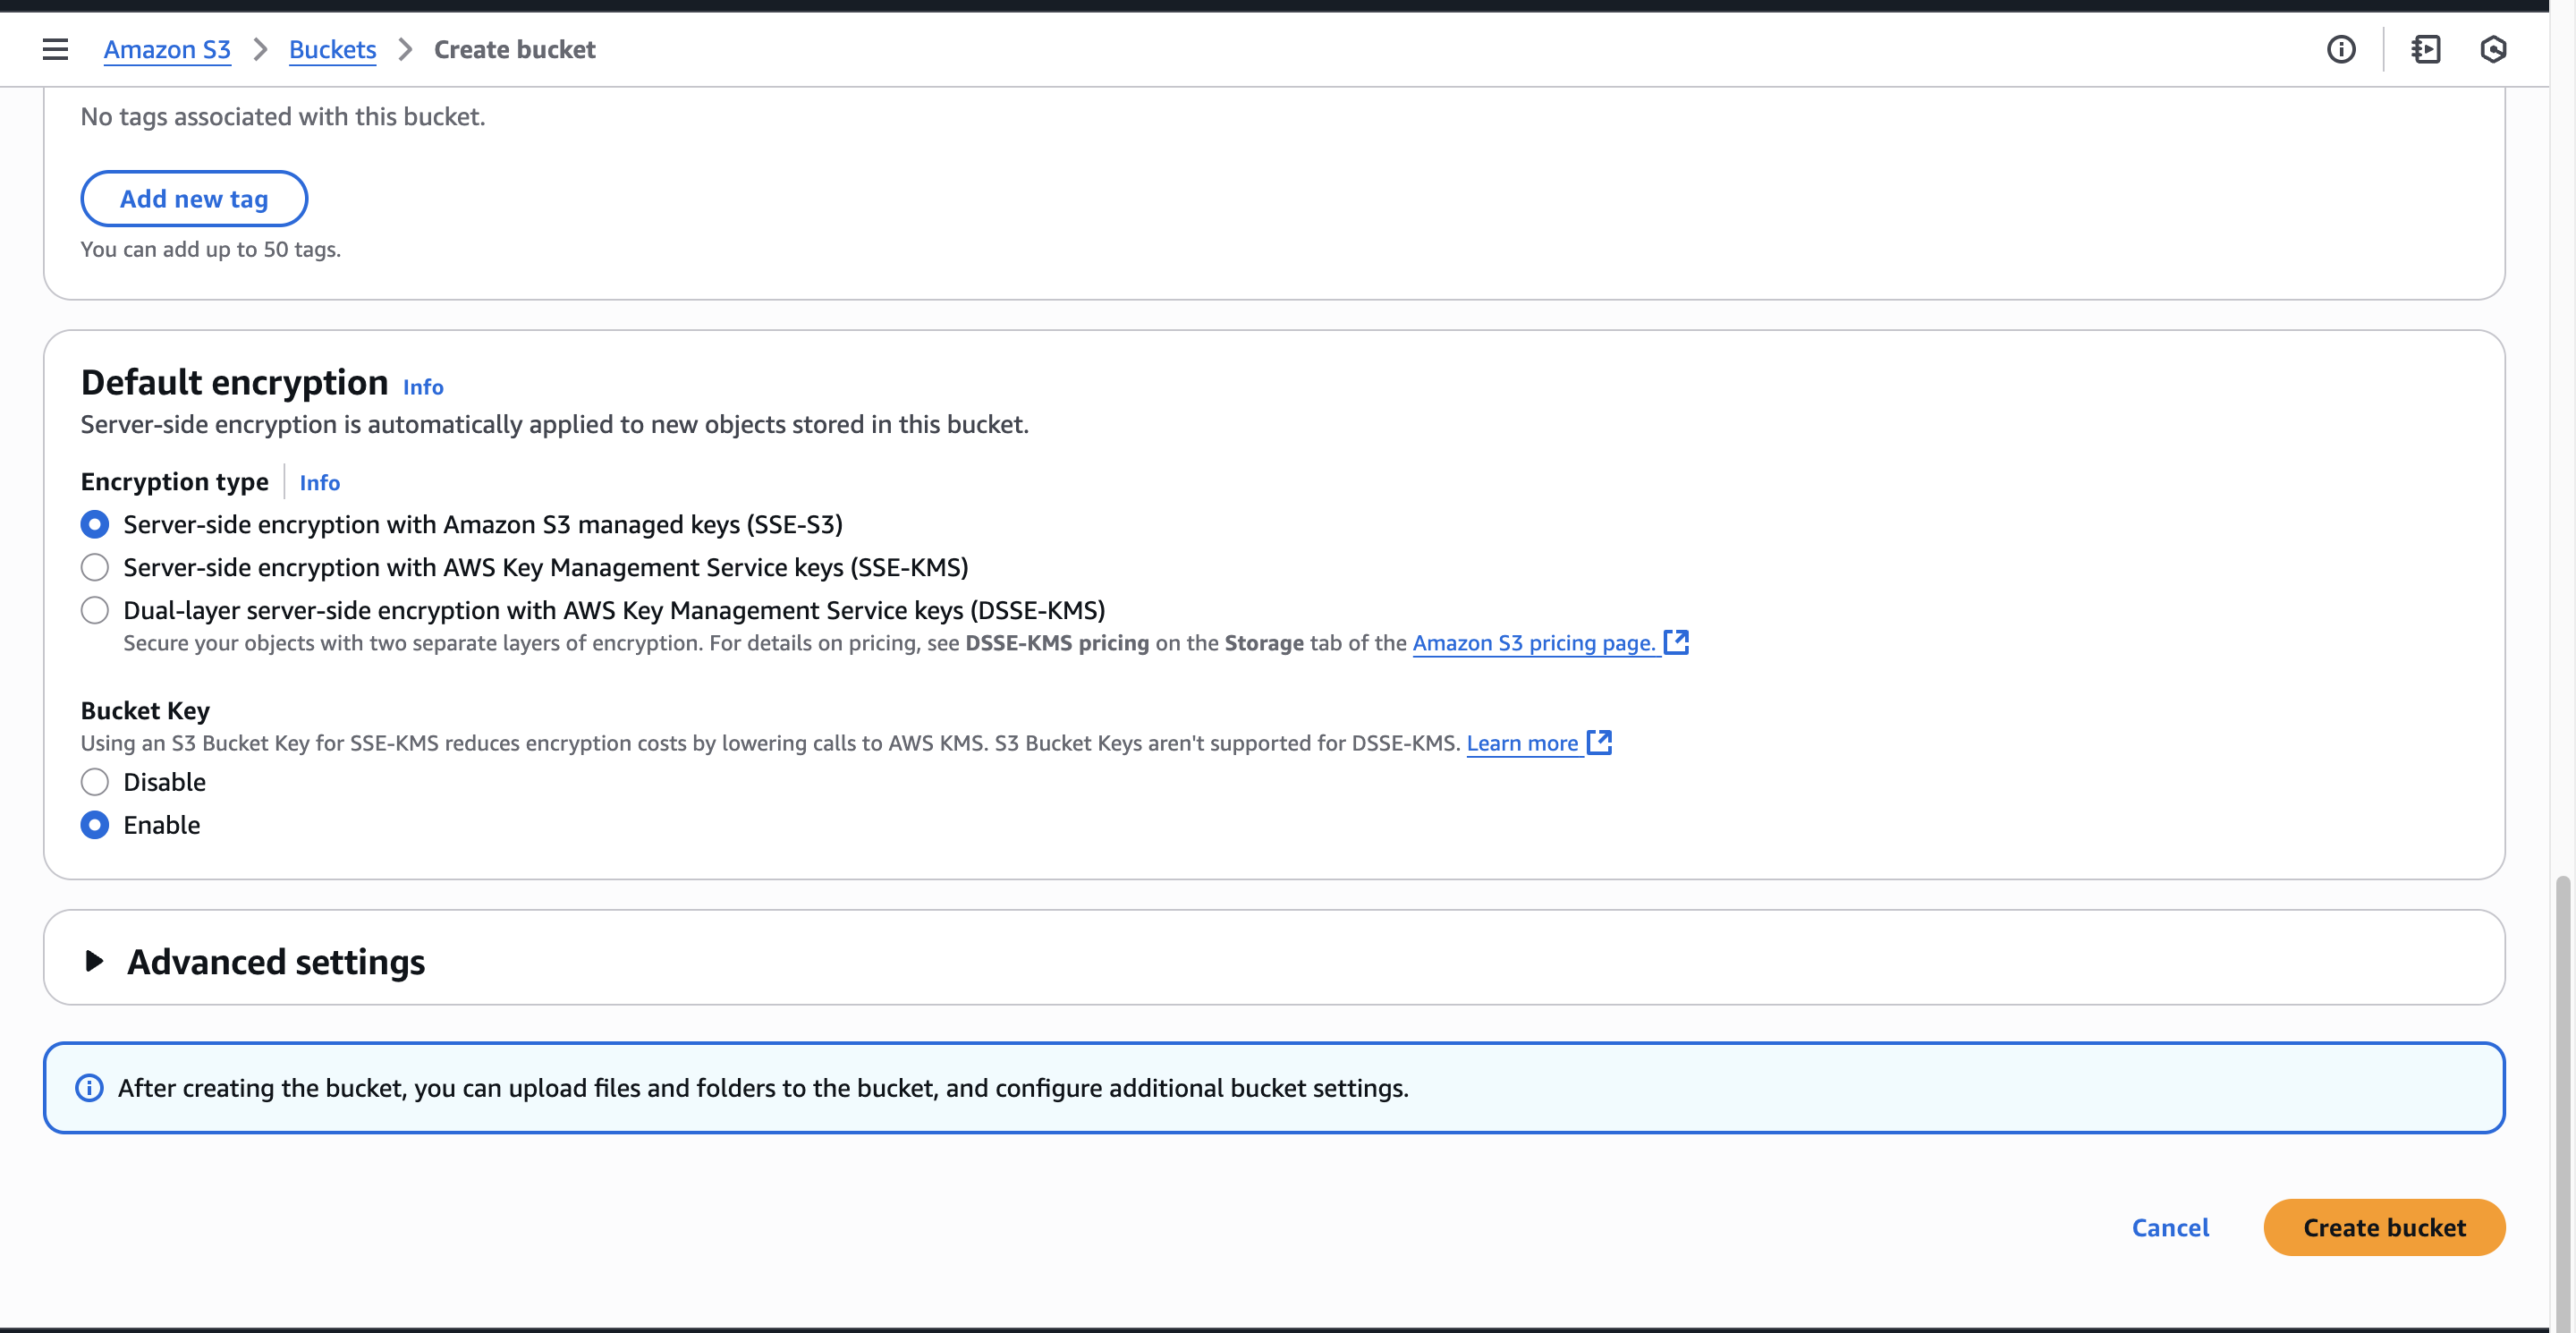 Amazon S3 > Buckets > Create bucket
No tags associated with this bucket.
Add new tag
You can add up to 50 tags.
Default encryption Info
Server-side encryption is automatically applied to new objects stored in this bucket.
Encryption type Info
Server-side encryption with Amazon S3 managed keys (SSE-S3)
Server-side encryption with AWS Key Management Service keys (SSE-KMS)
Dual-layer server-side encryption with AWS Key Management Service keys (DSSE-KMS)
Secure your objects with two separate layers of encryption. For details on pricing, see DSSE-KMS pricing on the Storage tab of the Amazon S3 pricing page.
Bucket Key
Using an S3 Bucket Key for SSE-KMS reduces encryption costs by lowering calls to AWS KMS. S3 Bucket Keys aren't supported for DSSE-KMS. Learn more
Disable
Enable
Advanced settings
After creating the bucket, you can upload files and folders to the bucket, and configure additional bucket settings.
Cancel Create bucket